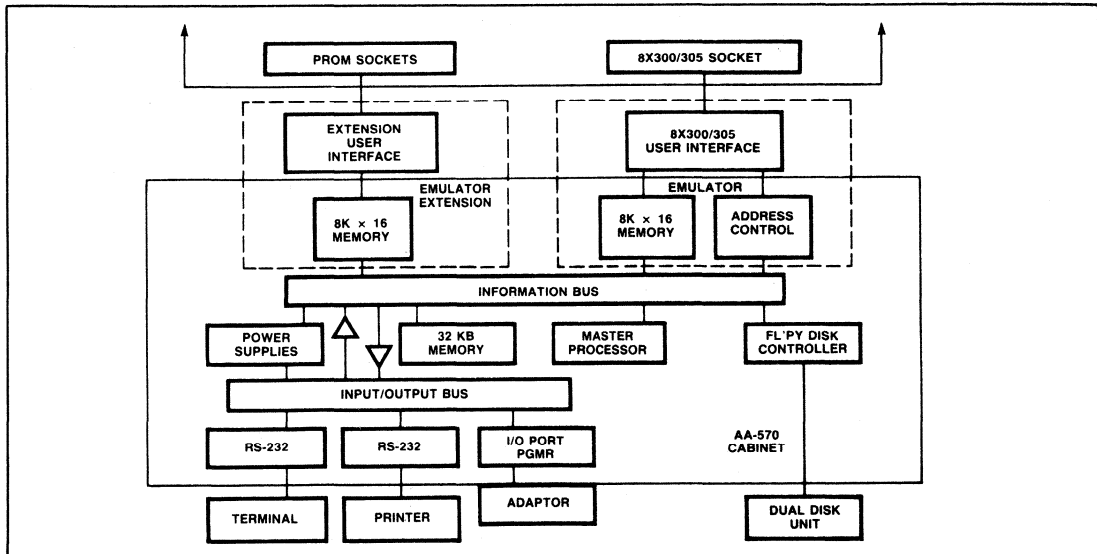 PROM SOCKETS
8X300/305 SOCKET
EXTENSION
USER
INTERFACE
8X300/305
USER INTERFACE
EMULATOR
EXTENSION
EMULATOR
8K × 16
MEMORY
8K × 16
MEMORY
ADDRESS
CONTROL
INFORMATION BUS
POWER
SUPPLIES
32 KB
MEMORY
MASTER
PROCESSOR
FL'PY DISK
CONTROLLER
INPUT/OUTPUT BUS
RS-232
RS-232
I/O PORT
PGMR
AA-570
CABINET
TERMINAL
PRINTER
ADAPTOR
DUAL DISK
UNIT